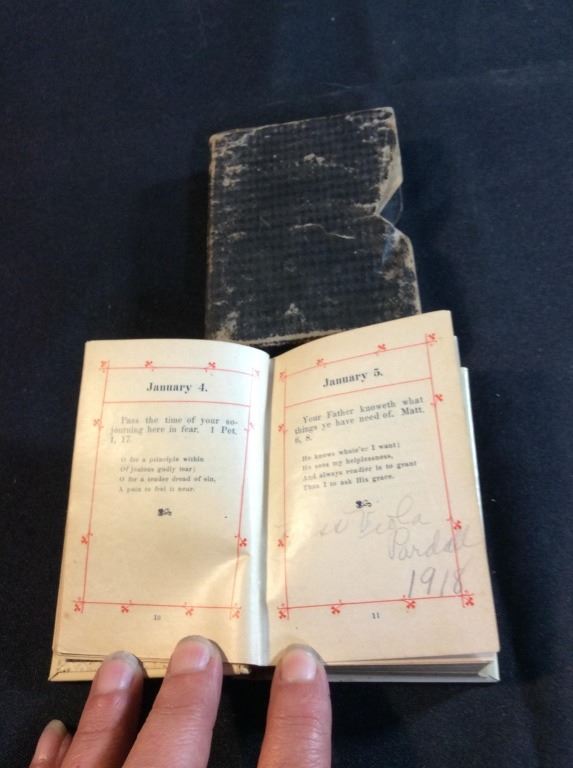 January 4.
Pass the time of your so-
journing here in fear. 1 Pet.
1, 17.
O for a principle within
Of jealous godly fear;
O for a tender dread of sin,
A pain to feel it near.
10
January 5.
Your Father knoweth what
things ye have need of. Matt.
6, 8.
He knows whate'er I want;
He sees my helplessness,
And always readier is to grant
Than I to ask His grace.
Viola
Pardae
1918
11